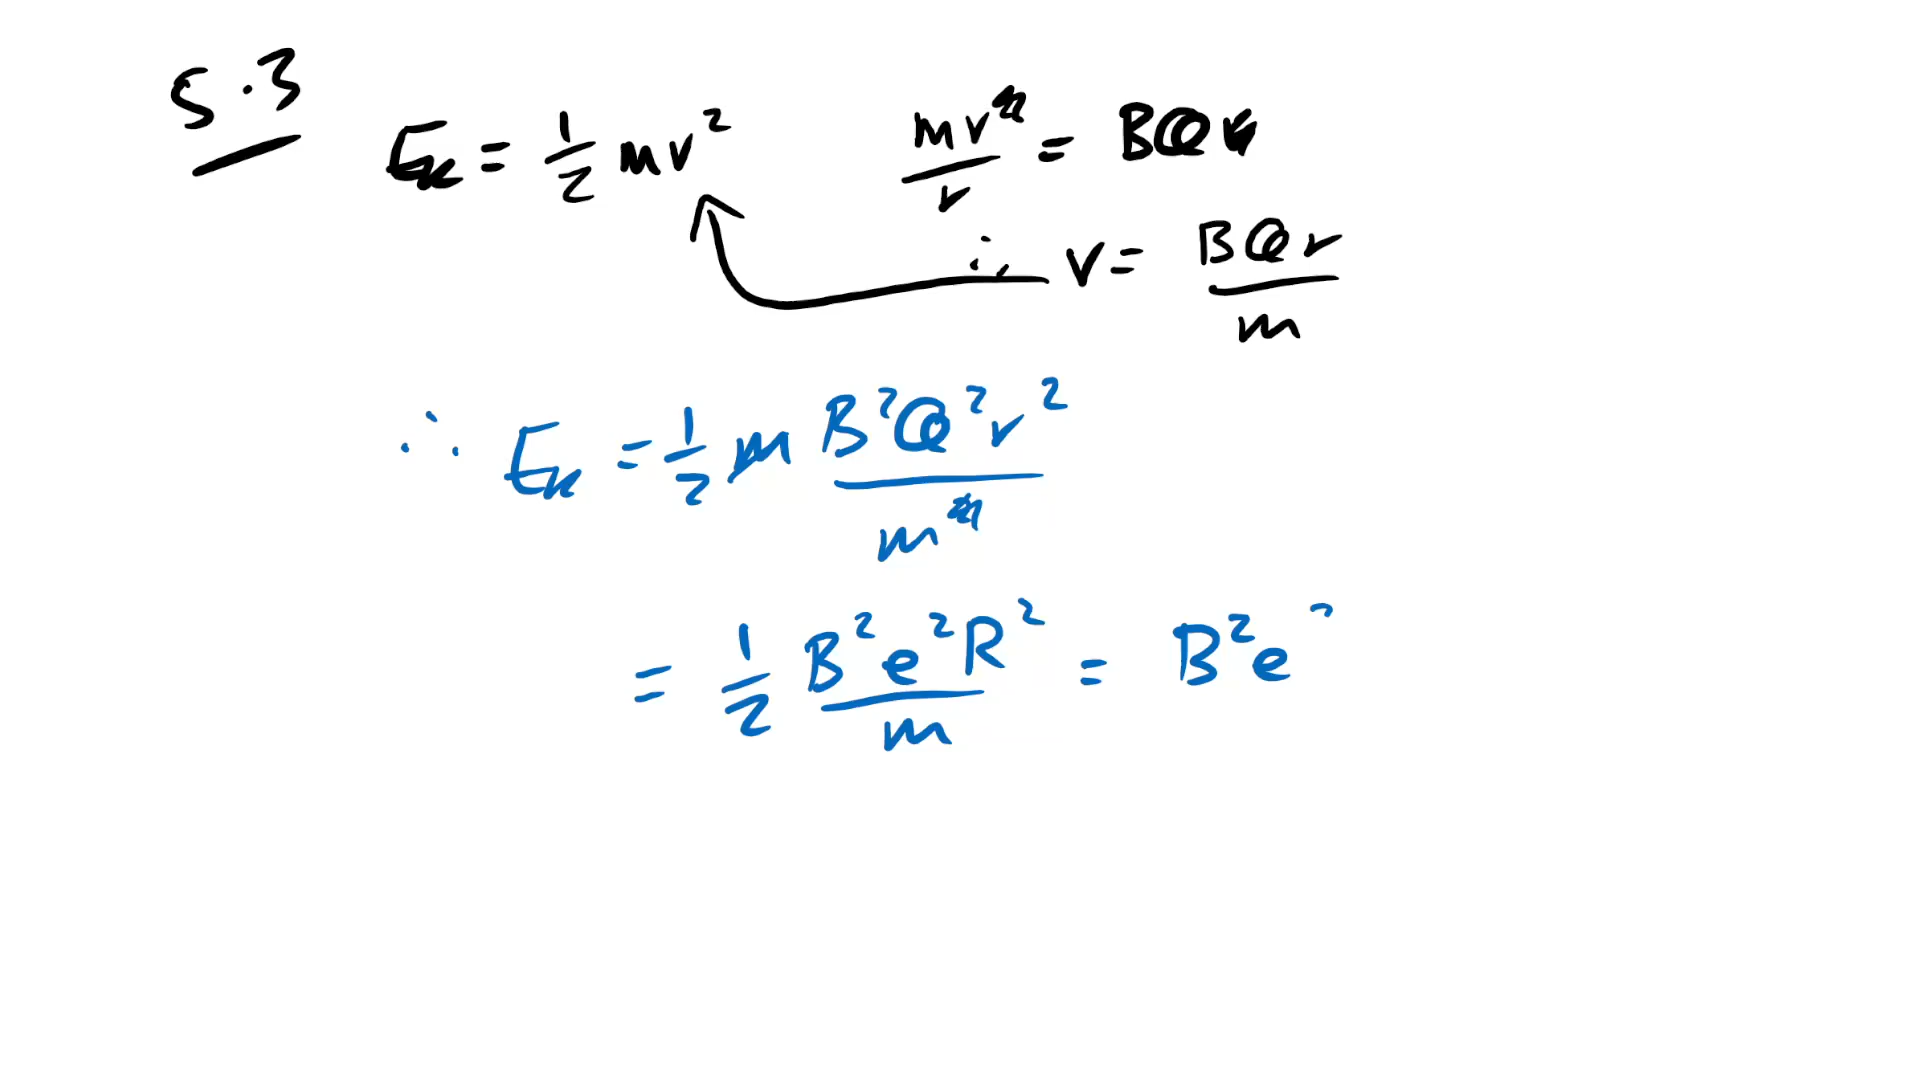 5.3
Eₖ = 1/2 mv² mv²/r = BQv
∴ v = BQr/m
∴ Eₖ = 1/2 m B²Q²r²/m²
= 1/2 B²e²R²/m = B²e²